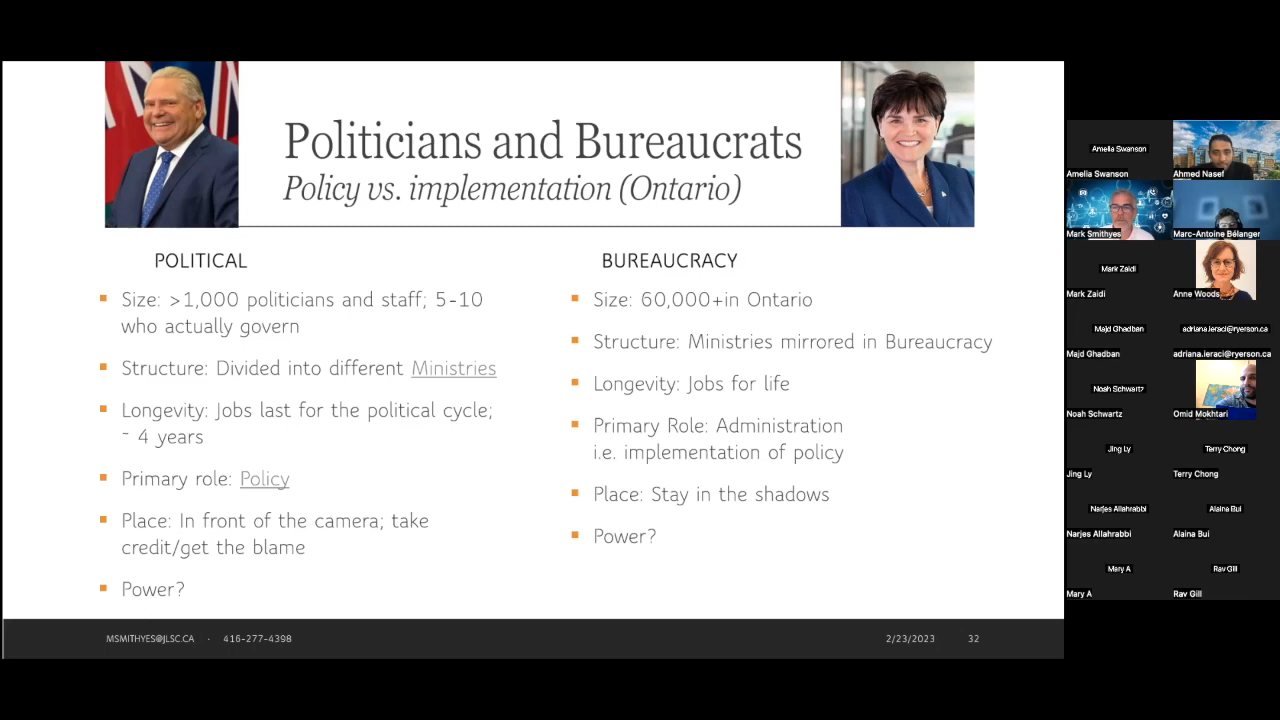 Politicians and Bureaucrats
Policy vs. implementation (Ontario)
POLITICAL
Size: >1,000 politicians and staff; 5-10
who actually govern
Structure: Divided into different Ministries
Longevity: Jobs last for the political cycle;
~ 4 years
Primary role: Policy
Place: In front of the camera; take
credit/get the blame
Power?
BUREAUCRACY
Size: 60,000+in Ontario
Structure: Ministries mirrored in Bureaucracy
Longevity: Jobs for life
Primary Role: Administration
i.e. implementation of policy
Place: Stay in the shadows
Power?
MSMITHYES@JLSC.CA · 416-277-4398
2/23/2023 32
Amelia Swanson
Amelia Swanson
Ahmed Nasef
Mark Smithyes
Marc-Antoine Bélanger
Mark Zaidi
Mark Zaidi
Anne Woods
Majd Ghadban
Majd Ghadban
adriana.ieraci@ryerson.ca
adriana.ieraci@ryerson.ca
Noah Schwartz
Noah Schwartz
Omid Mokhtari
Jing Ly
Jing Ly
Terry Chong
Terry Chong
Narjes Allahrabbi
Narjes Allahrabbi
Alaina Bui
Alaina Bui
Mary A
Mary A
Rav Gill
Rav Gill